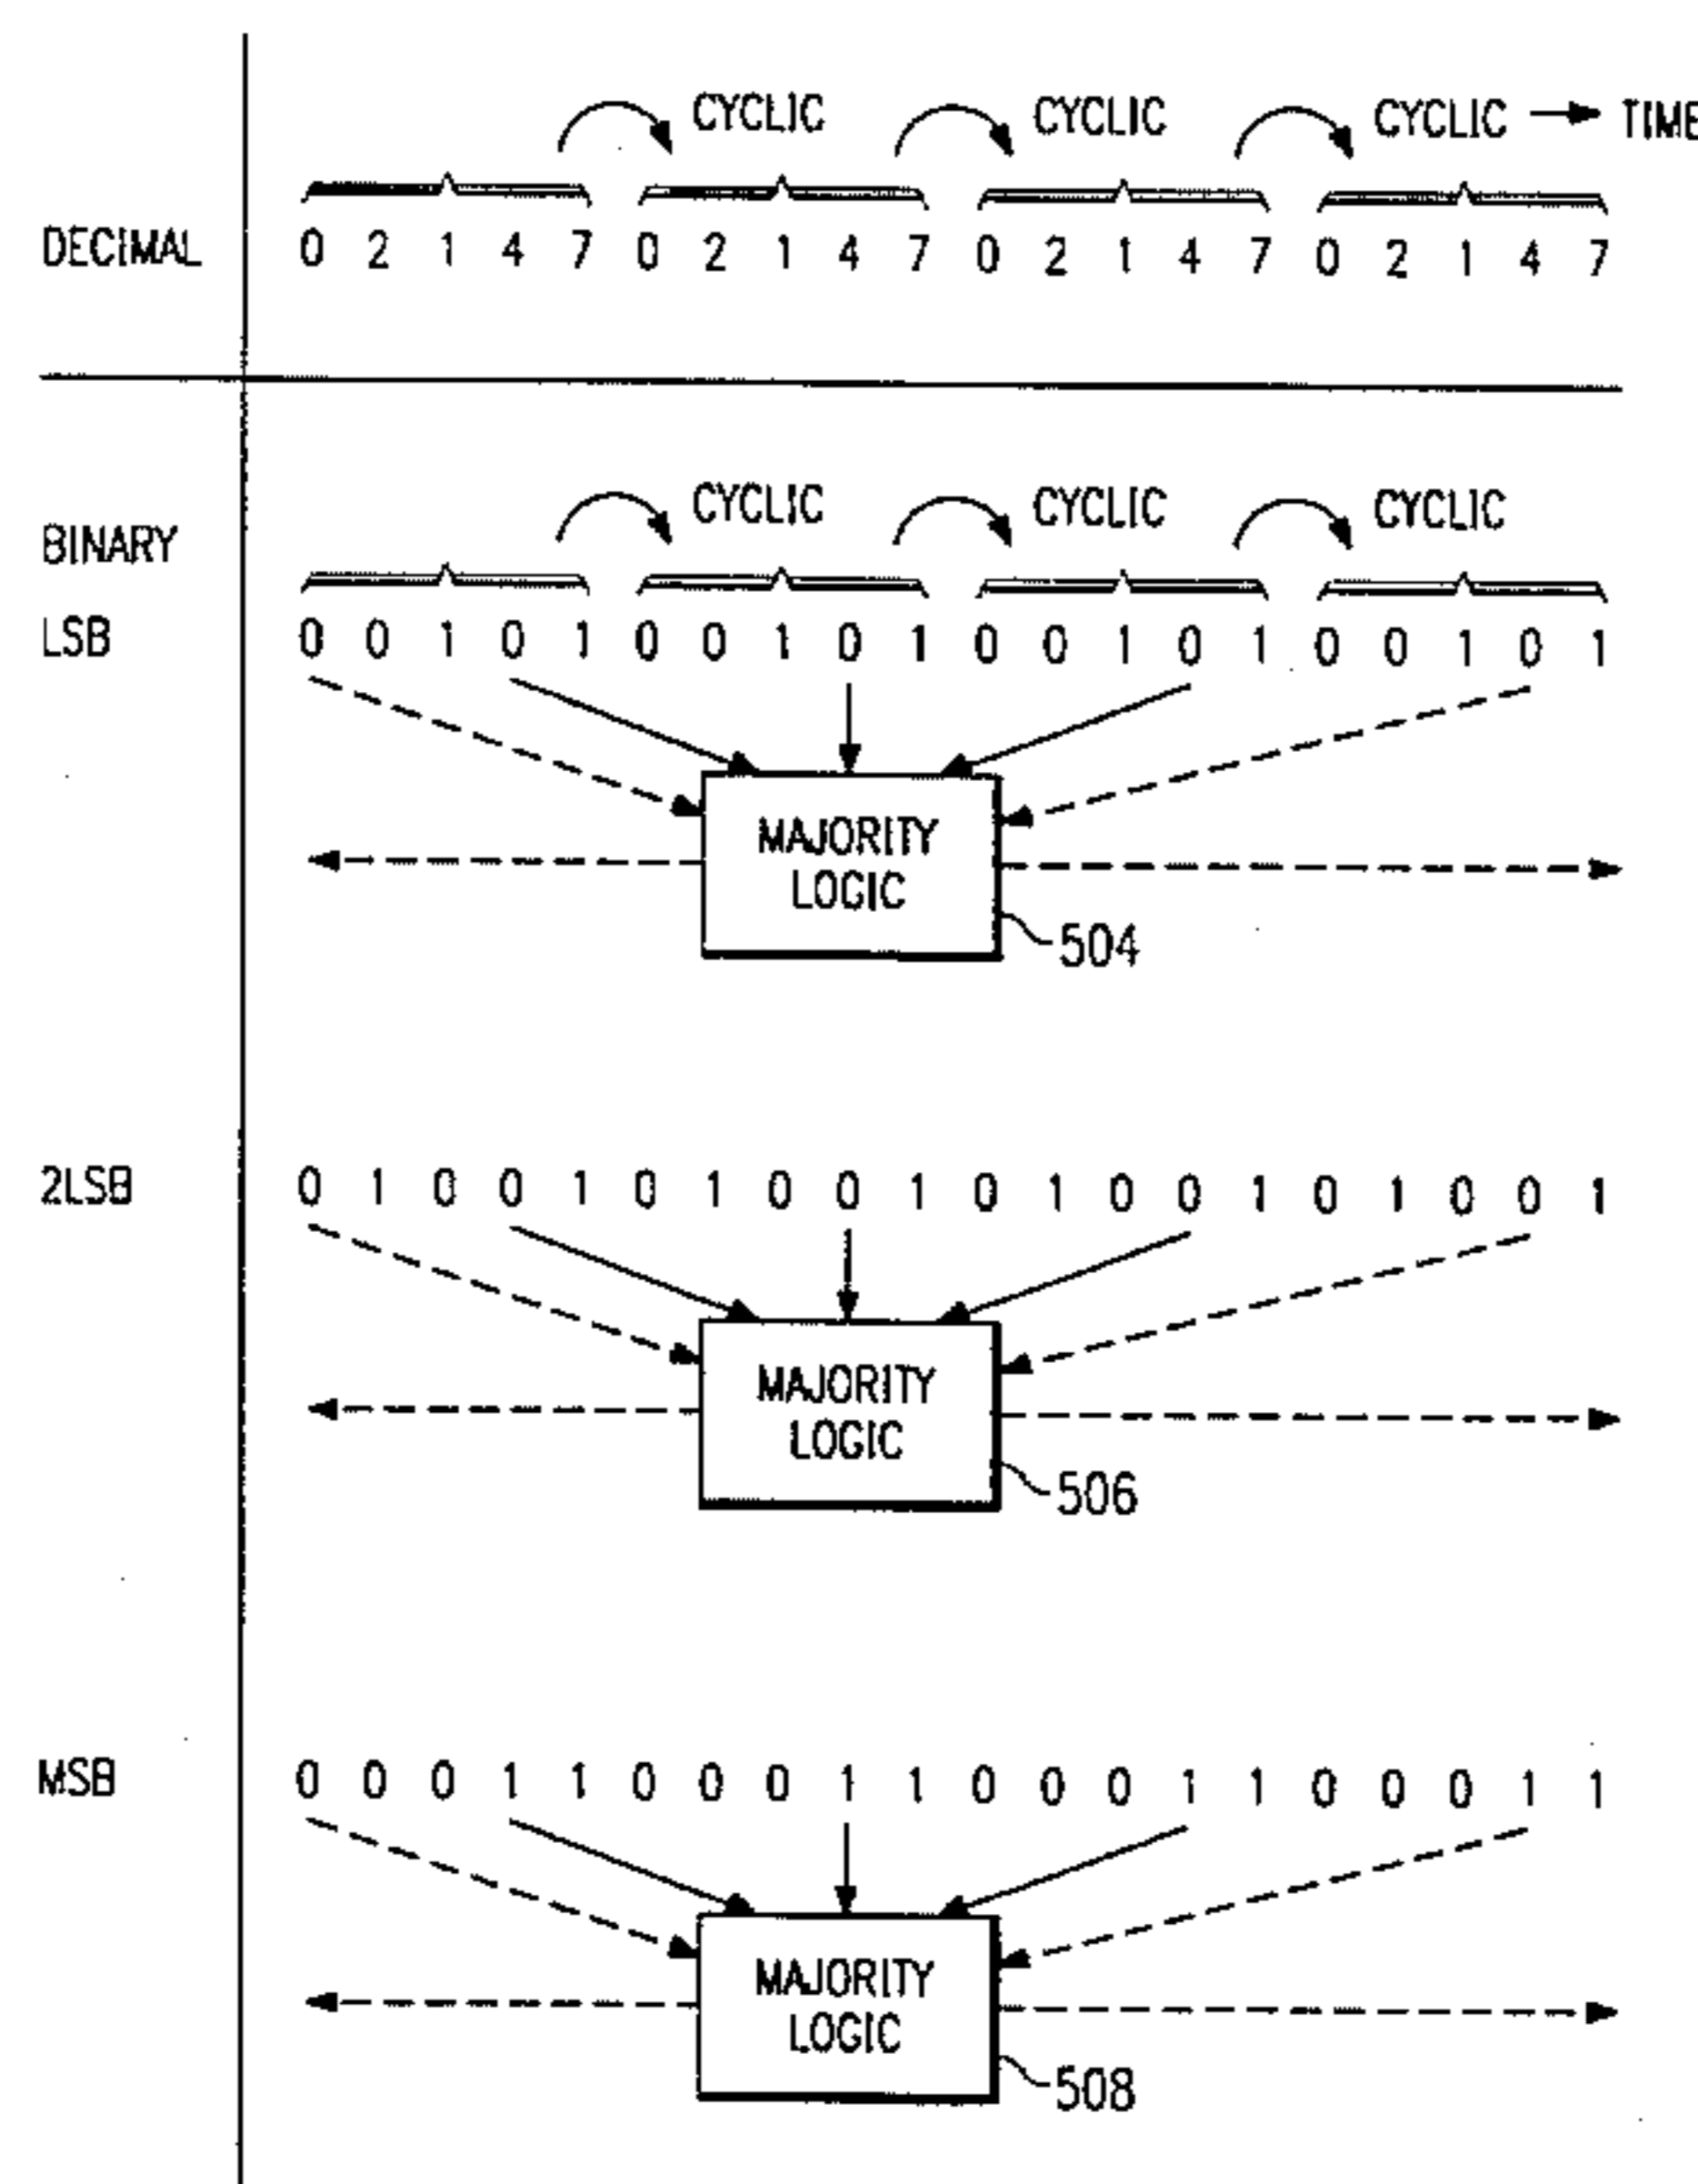 CYCLIC CYCLIC CYCLIC TIME
DECIMAL 0 2 1 4 7 0 2 1 4 7 0 2 1 4 7 0 2 1 4 7
CYCLIC CYCLIC CYCLIC
BINARY
LSB 0 0 1 0 1 0 0 1 0 1 0 0 1 0 1 0 0 1 0 1
MAJORITY
LOGIC
504
2LSB 0 1 0 0 1 0 1 0 0 1 0 1 0 0 1 0 1 0 0 1
MAJORITY
LOGIC
506
MSB 0 0 0 1 1 0 0 0 1 1 0 0 0 1 1 0 0 0 1 1
MAJORITY
LOGIC
508